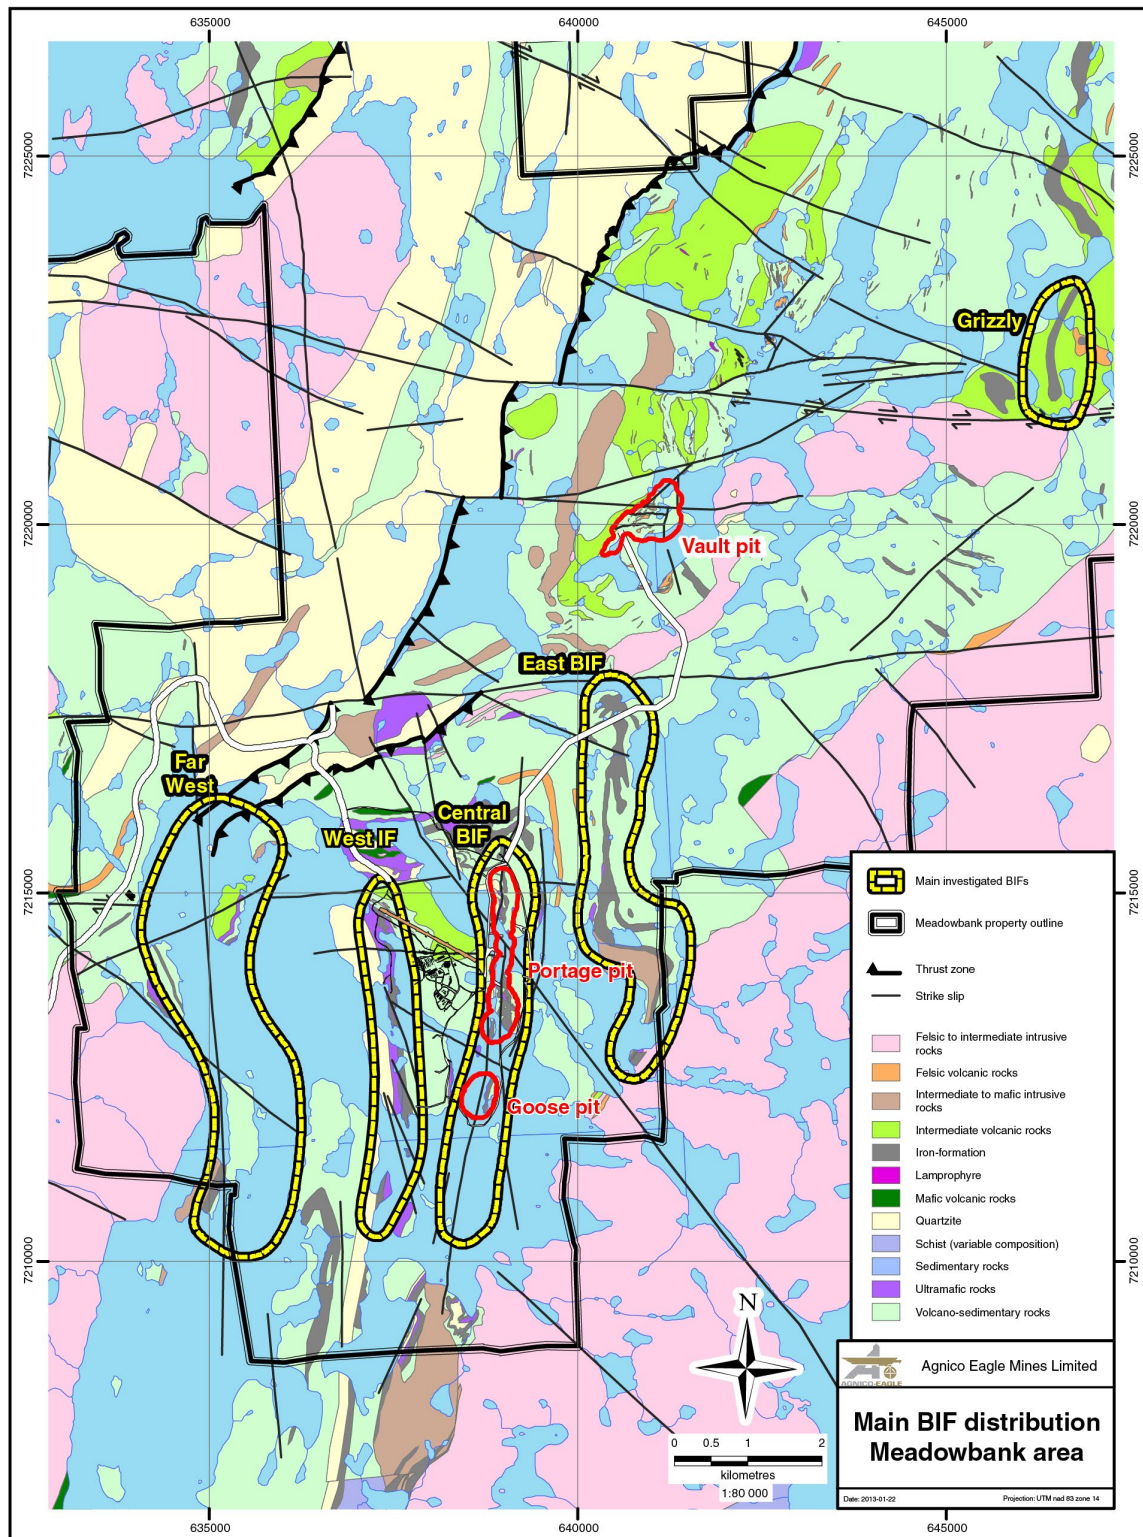 635000
640000
645000
7225000
7225000
Grizzly
7220000
7220000
Vault pit
East BIF
Far
West
West IF
Central
BIF
7215000
7215000
Portage pit
Goose pit
7210000
7210000
Main investigated BIFs
Meadowbank property outline
Thrust zone
Strike slip
Felsic to intermediate intrusive
rocks
Felsic volcanic rocks
Intermediate to mafic intrusive
rocks
Intermediate volcanic rocks
Iron-formation
Lamprophyre
Mafic volcanic rocks
Quartzite
Schist (variable composition)
Sedimentary rocks
Ultramafic rocks
Volcano-sedimentary rocks
N
0 0.5 1 2
kilometres
1:80 000
AGNICO-EAGLE
Agnico Eagle Mines Limited
Main BIF distribution
Meadowbank area
Date: 2013-01-22 Projection: UTM nad 83 zone 14
635000
640000
645000